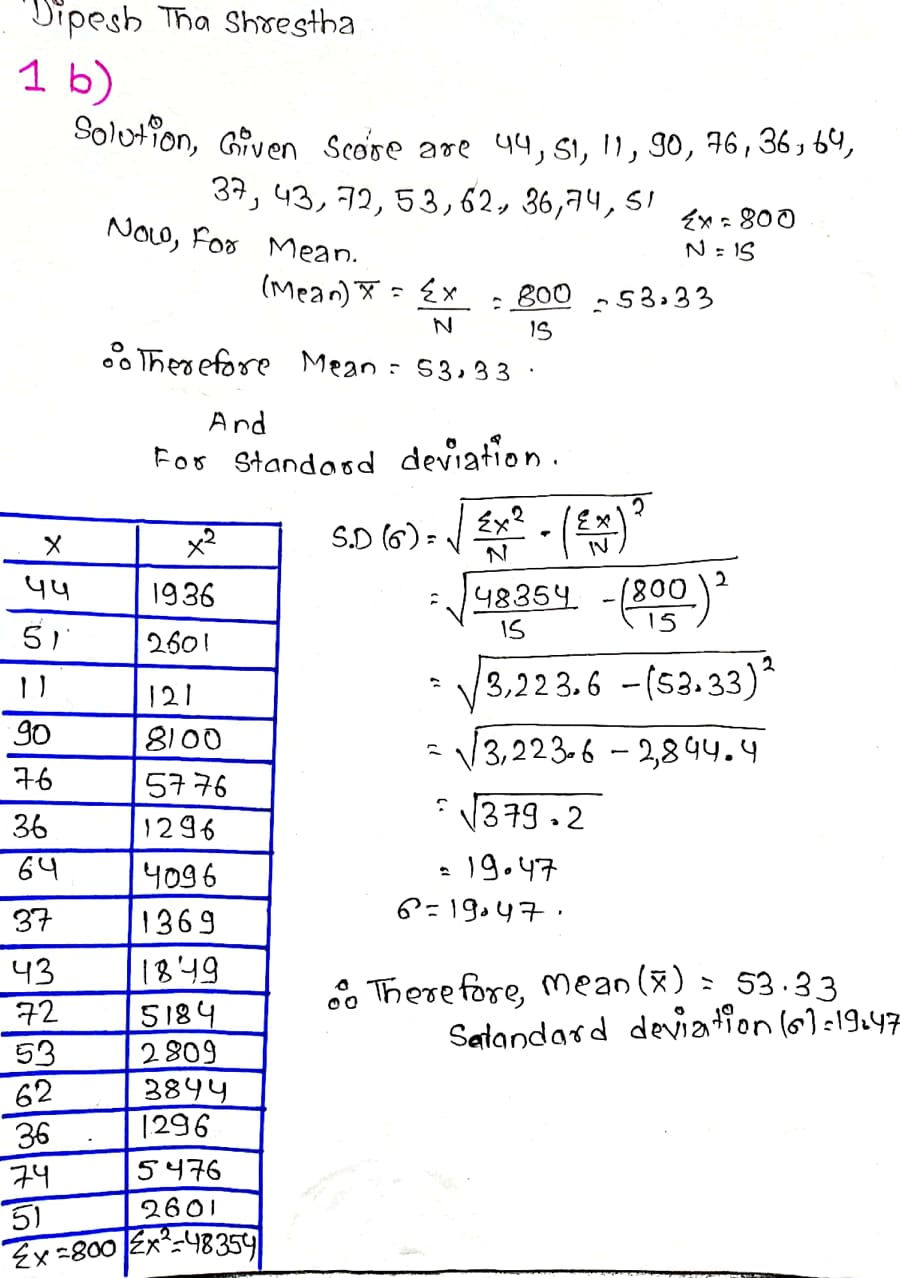 Dipesh Tha Shrestha
1 b)
Solution, Given Score are 44, 51, 11, 90, 76, 36, 64,
37, 43, 72, 53, 62, 36, 74, 51
Σx = 800
N = 15
Now, For Mean.
(Mean) x̄ = Σx/N = 800/15 = 53.33
∴ Therefore Mean = 53.33.
And
For Standard deviation.
S.D (σ) = √(Σx²/N - (Σx/N)²)
= √(48354/15 - (800/15)²)
= √(3,223.6 - (53.33)²)
= √(3,223.6 - 2,844.4)
= √379.2
= 19.47
σ = 19.47.
∴ Therefore, mean (x̄) = 53.33
Satandard deviation (σ) = 19.47
x x²
44 1936
51 2601
11 121
90 8100
76 5776
36 1296
64 4096
37 1369
43 1849
72 5184
53 2809
62 3844
36 1296
74 5476
51 2601
Σx = 800 Σx² = 48354